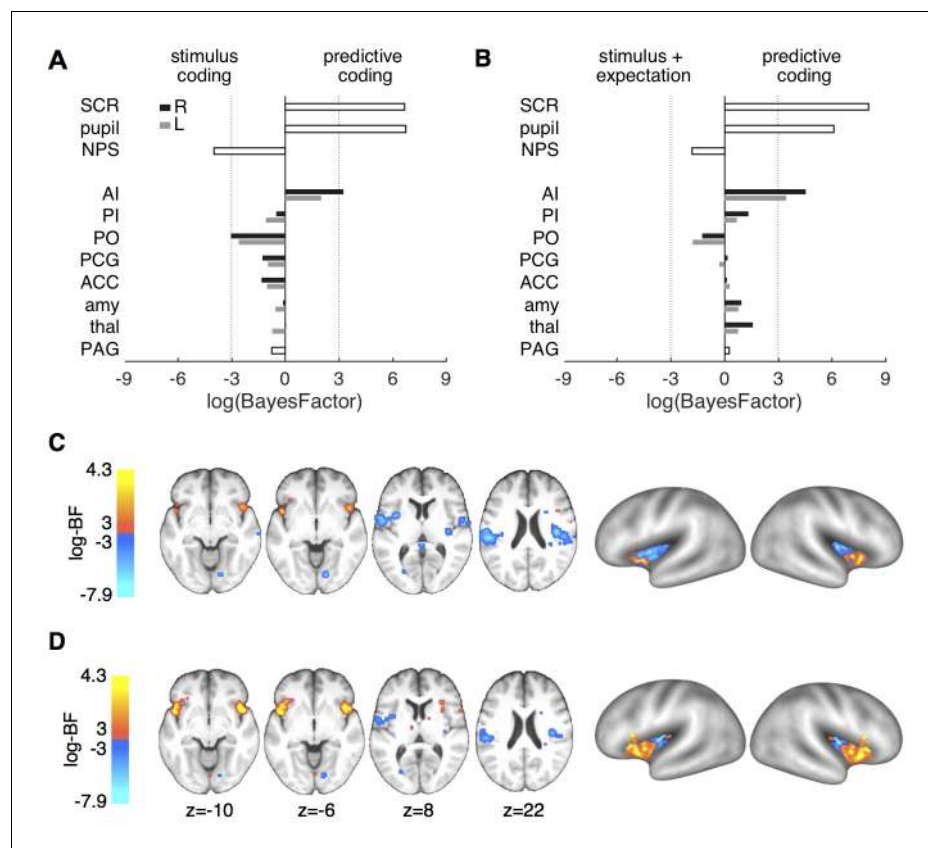 A
stimulus coding
predictive coding
SCR
pupil
NPS
R
L
AI
PI
PO
PCG
ACC
amy
thal
PAG
-9 -6 -3 0 3 6 9
log(BayesFactor)
B
stimulus + expectation
predictive coding
SCR
pupil
NPS
AI
PI
PO
PCG
ACC
amy
thal
PAG
-9 -6 -3 0 3 6 9
log(BayesFactor)
C
log-BF
4.3
3
-3
-7.9
D
log-BF
4.3
3
-3
-7.9
z=-10 z=-6 z=8 z=22